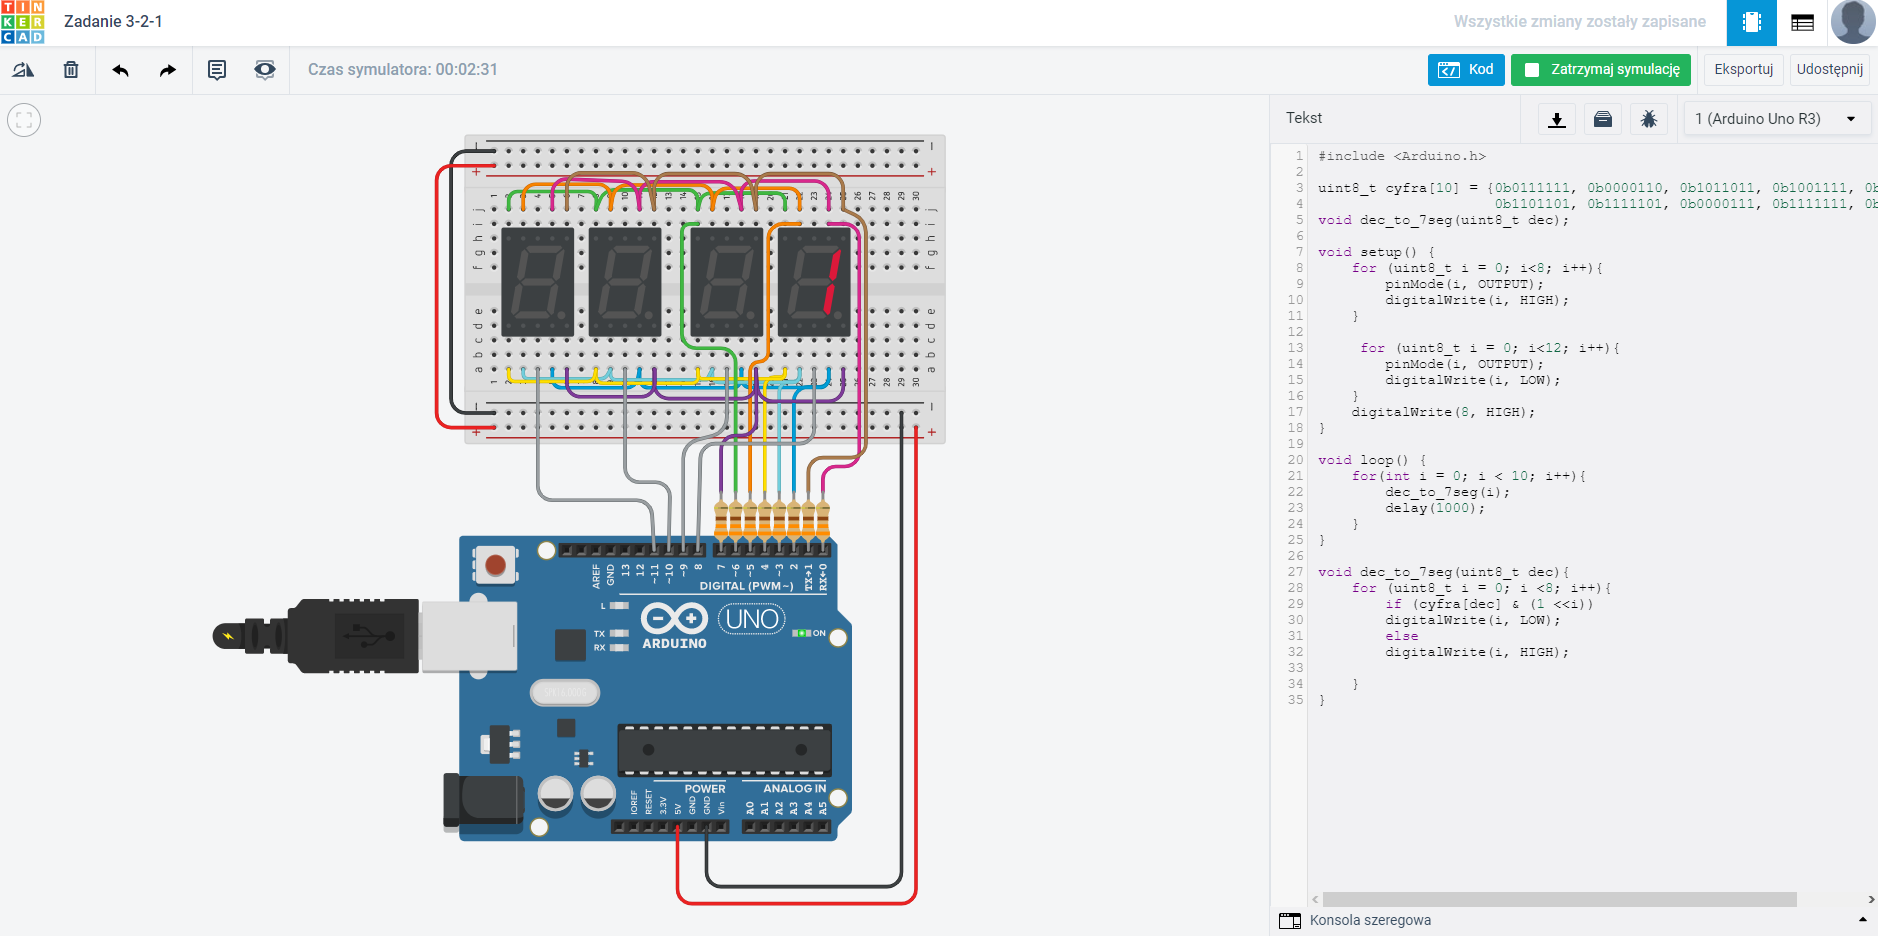 TIN
KER
CAD
Zadanie 3-2-1
Wszystkie zmiany zostały zapisane
Czas symulatora: 00:02:31
Kod
Zatrzymaj symulację
Eksportuj
Udostępnij
Tekst
1 (Arduino Uno R3)
1 #include <Arduino.h>
2
3 uint8_t cyfra[10] = {0b0111111, 0b0000110, 0b1011011, 0b1001111, 0b
4 0b1101101, 0b1111101, 0b0000111, 0b1111111, 0b
5 void dec_to_7seg(uint8_t dec);
6
7 void setup() {
8 for (uint8_t i = 0; i<8; i++){
9 pinMode(i, OUTPUT);
10 digitalWrite(i, HIGH);
11 }
12
13 for (uint8_t i = 0; i<12; i++){
14 pinMode(i, OUTPUT);
15 digitalWrite(i, LOW);
16 }
17 digitalWrite(8, HIGH);
18 }
19
20 void loop() {
21 for(int i = 0; i < 10; i++){
22 dec_to_7seg(i);
23 delay(1000);
24 }
25 }
26
27 void dec_to_7seg(uint8_t dec){
28 for (uint8_t i = 0; i <8; i++){
29 if (cyfra[dec] & (1 <<i))
30 digitalWrite(i, LOW);
31 else
32 digitalWrite(i, HIGH);
33
34 }
35 }
Konsola szeregowa
AREF
GND
13
12
~11
~10
~9
8
7
~6
~5
4
~3
2
TX→1
RX←0
DIGITAL (PWM~)
L
TX
RX
ARDUINO
UNO
ON
POWER
ANALOG IN
IOREF
RESET
3.3V
5V
GND
GND
Vin
A0
A1
A2
A3
A4
A5